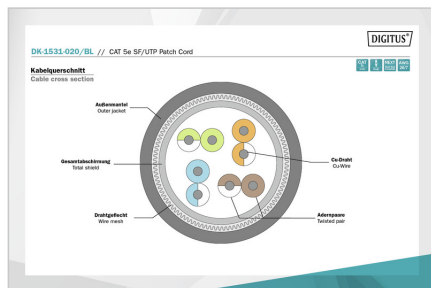 DIGITUS®
DK-1531-020/BL // CAT 5e SF/UTP Patch Cord
Kabelquerschnitt
Cable cross section
Außenmantel
Outer jacket
Gesamtabschirmung
Total shield
Drahtgeflecht
Wire mesh
Cu-Draht
Cu-Wire
Adernpaare
Twisted pair